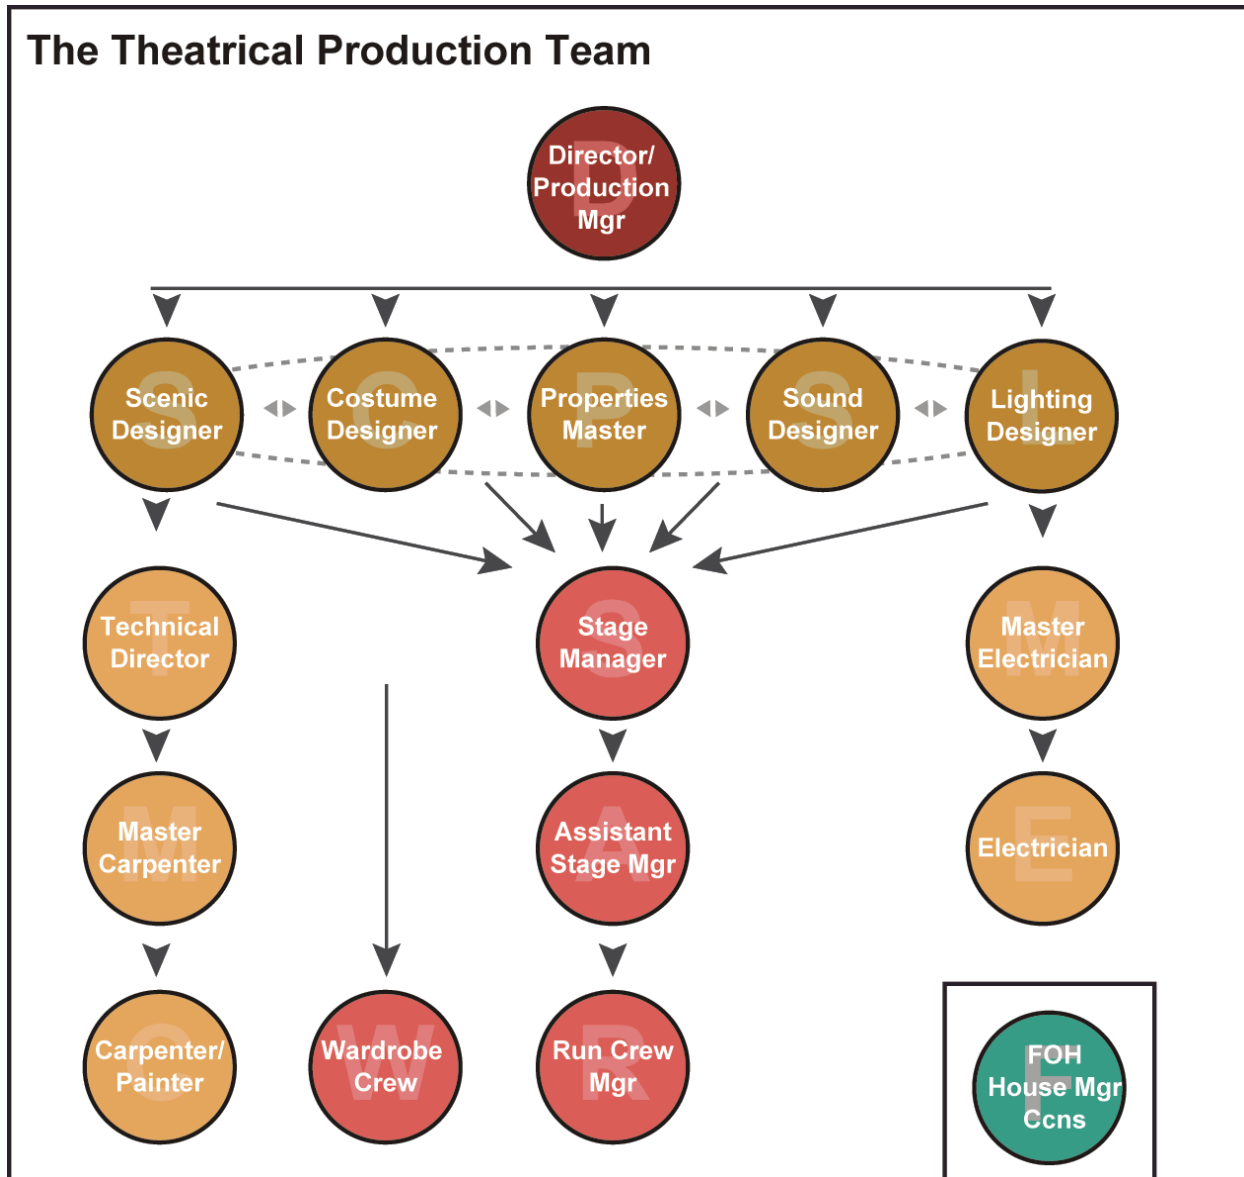 The Theatrical Production Team
D
Director/
Production
Mgr
S
Scenic
Designer
C
Costume
Designer
P
Properties
Master
S
Sound
Designer
L
Lighting
Designer
T
Technical
Director
S
Stage
Manager
M
Master
Electrician
M
Master
Carpenter
A
Assistant
Stage Mgr
E
Electrician
C
Carpenter/
Painter
W
Wardrobe
Crew
R
Run Crew
Mgr
F
FOH
House Mgr
Ccns